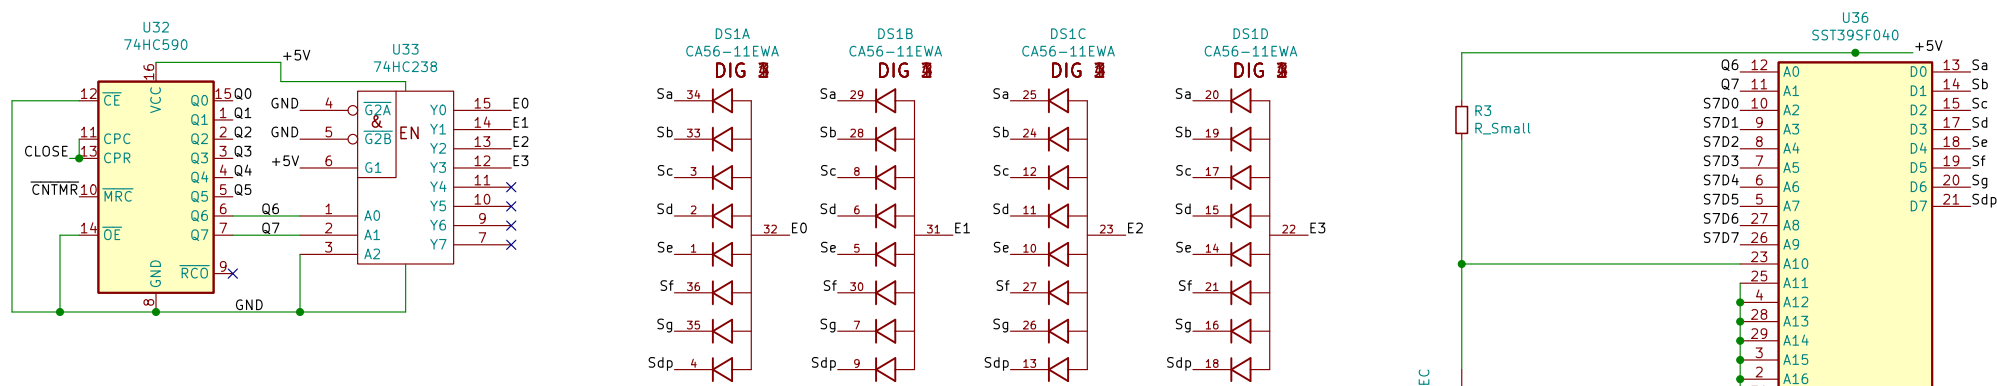 U32
74HC590
+5V
16
VCC
12 CE Q0 15 Q0
Q1 1 Q1
11 CPC Q2 2 Q2
CLOSE 13 CPR Q3 3 Q3
Q4 4 Q4
CNTMR 10 MRC Q5 5 Q5
Q6 6 Q6
14 OE Q7 7 Q7
RCO 9
GND
8
GND
U33
74HC238
GND 4 G2A Y0 15 E0
& EN
Y1 14 E1
GND 5 G2B Y2 13 E2
+5V 6 G1 Y3 12 E3
Y4 11
Y5 10
1 A0 Y6 9
2 A1 Y7 7
3 A2
DS1A
CA56-11EWA
DIG
Sa 34
Sb 33
Sc 3
Sd 2
32 E0
Se 1
Sf 36
Sg 35
Sdp 4
DS1B
CA56-11EWA
DIG
Sa 29
Sb 28
Sc 8
Sd 6
31 E1
Se 5
Sf 30
Sg 7
Sdp 9
DS1C
CA56-11EWA
DIG
Sa 25
Sb 24
Sc 12
Sd 11
23 E2
Se 10
Sf 27
Sg 26
Sdp 13
DS1D
CA56-11EWA
DIG
Sa 20
Sb 19
Sc 17
Sd 15
22 E3
Se 14
Sf 21
Sg 16
Sdp 18
R3
R_Small
EC
U36
SST39SF040
+5V
Q6 12 A0 D0 13 Sa
Q7 11 A1 D1 14 Sb
S7D0 10 A2 D2 15 Sc
S7D1 9 A3 D3 17 Sd
S7D2 8 A4 D4 18 Se
S7D3 7 A5 D5 19 Sf
S7D4 6 A6 D6 20 Sg
S7D5 5 A7 D7 21 Sdp
S7D6 27 A8
S7D7 26 A9
23 A10
25 A11
4 A12
28 A13
29 A14
3 A15
2 A16